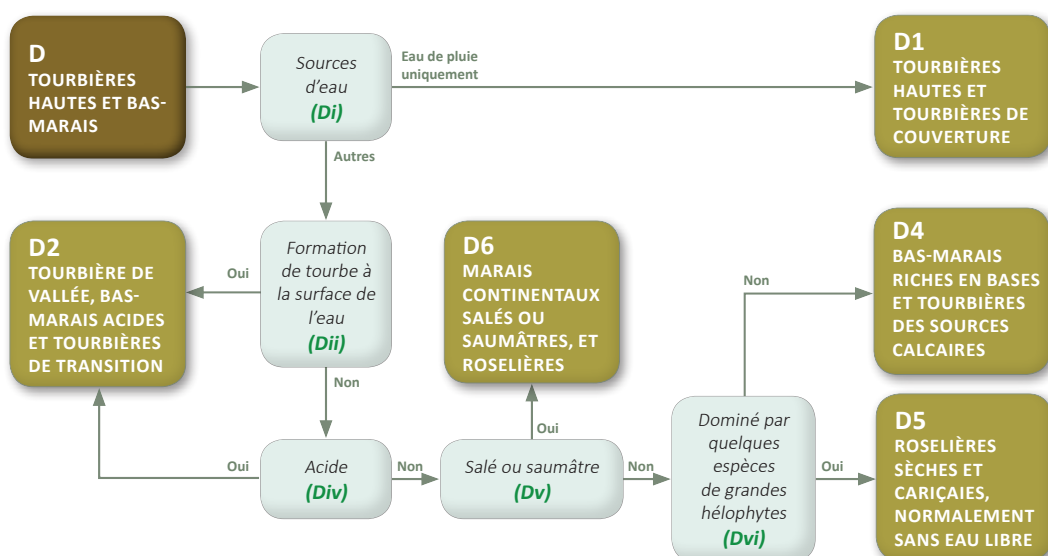 D
TOURBIÈRES
HAUTES ET BAS-
MARAIS
Sources
d'eau
(Di)
Eau de pluie
uniquement
D1
TOURBIÈRES
HAUTES ET
TOURBIÈRES DE
COUVERTURE
Autres
D2
TOURBIÈRE DE
VALLÉE, BAS-
MARAIS ACIDES
ET TOURBIÈRES
DE TRANSITION
Oui
Formation
de tourbe à
la surface de
l'eau
(Dii)
D6
MARAIS
CONTINENTAUX
SALÉS OU
SAUMÂTRES, ET
ROSELIÈRES
Non
D4
BAS-MARAIS
RICHES EN BASES
ET TOURBIÈRES
DES SOURCES
CALCAIRES
Non
Oui
Oui
Acide
(Div)
Non
Salé ou saumâtre
(Dv)
Non
Dominé par
quelques
espèces
de grandes
hélophytes
(Dvi)
Oui
D5
ROSELIÈRES
SÈCHES ET
CARIÇAIES,
NORMALEMENT
SANS EAU LIBRE